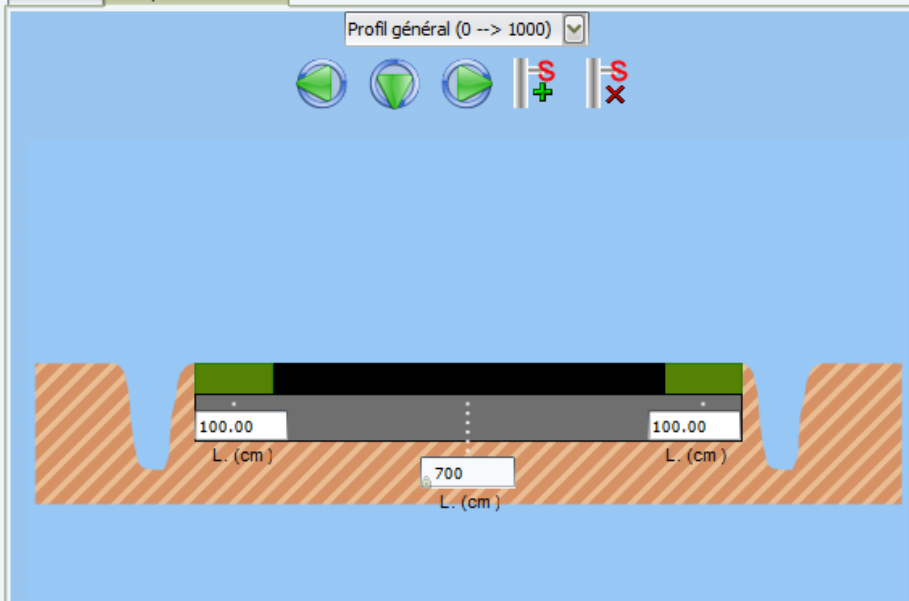 Profil général (0 --> 1000)
S
S
100.00
100.00
L. (cm )
L. (cm )
700
L. (cm )